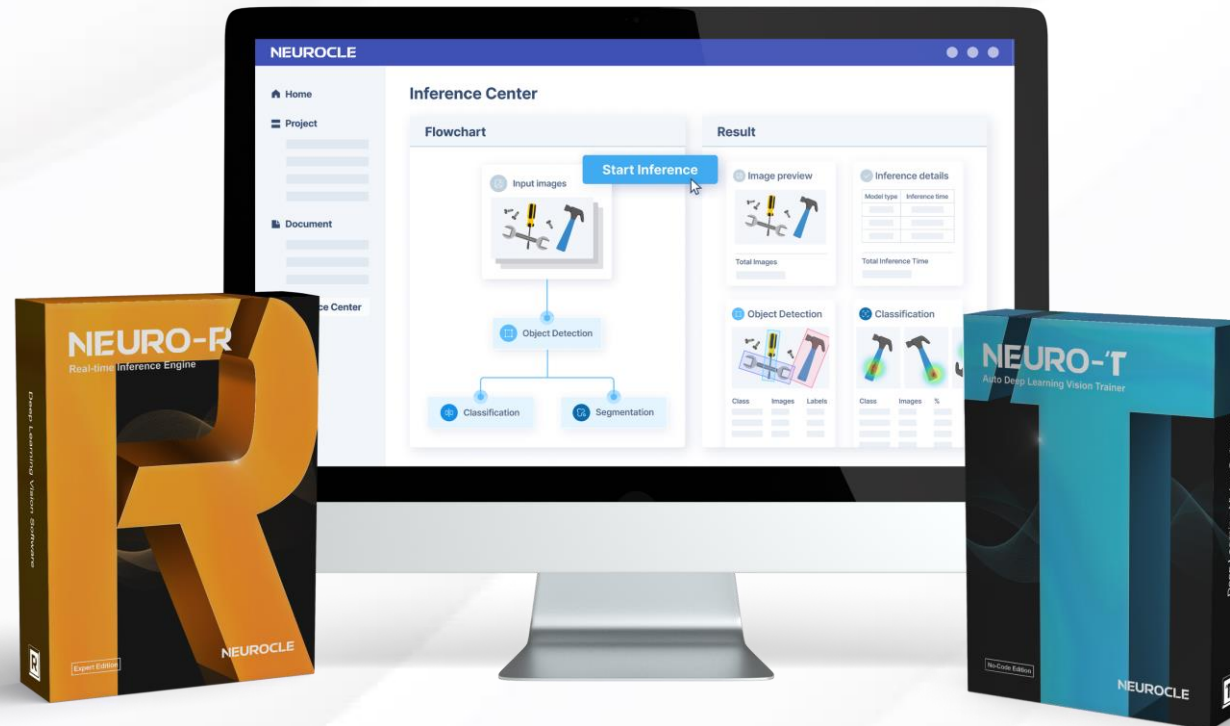 NEUROCLE
Home
Project
Document
ce Center
Inference Center
Flowchart
Start Inference
Input images
Object Detection
Classification
Segmentation
Result
Image preview
Total Images
Inference details
Model type Inference time
Total Inference Time
Object Detection
Class Images Labels
Classification
Class Images %
NEURO-R
Real-time Inference Engine
Deep Learning Vision Software
R
Expert Edition
NEUROCLE
NEURO-T
Auto Deep Learning Vision Trainer
No-Code Edition
NEUROCLE